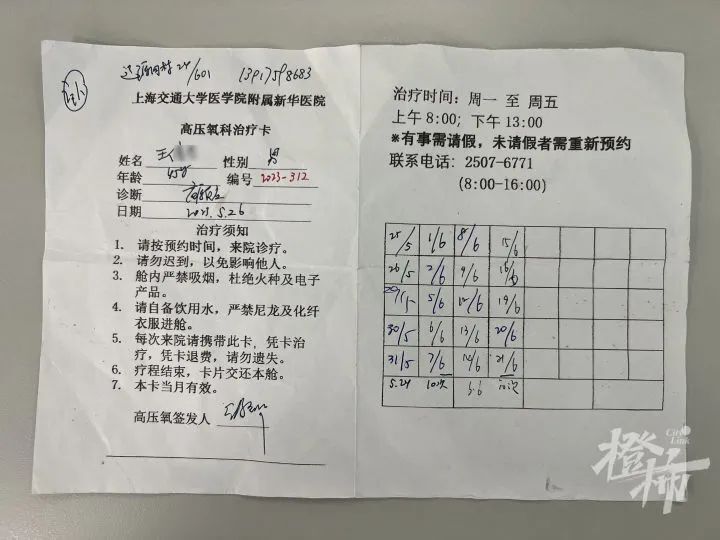 24/601 13917598683
上海交通大学医学院附属新华医院
高压氧科治疗卡
姓名 王 性别 男
年龄 45岁 编号 2023-312
诊断
日期 2023.5.26
治疗须知
1. 请按预约时间，来院诊疗。
2. 请勿迟到，以免影响他人。
3. 舱内严禁吸烟，杜绝火种及电子
产品。
4. 请自备饮用水，严禁尼龙及化纤
衣服进舱。
5. 每次来院请携带此卡，凭卡治
疗，凭卡退费，请勿遗失。
6. 疗程结束，卡片交还本舱。
7. 本卡当月有效。
高压氧签发人
治疗时间：周一 至 周五
上午 8:00；下午 13:00
*有事需请假，未请假者需重新预约
联系电话：2507-6771
(8:00-16:00)
25/5 1/6 8/6 15/6
26/5 2/6 9/6 16/6
29/5 5/6 12/6 19/6
30/5 6/6 13/6 20/6
31/5 7/6 14/6 21/6
5.24 10次 6.6 10次
橙柿
City Link